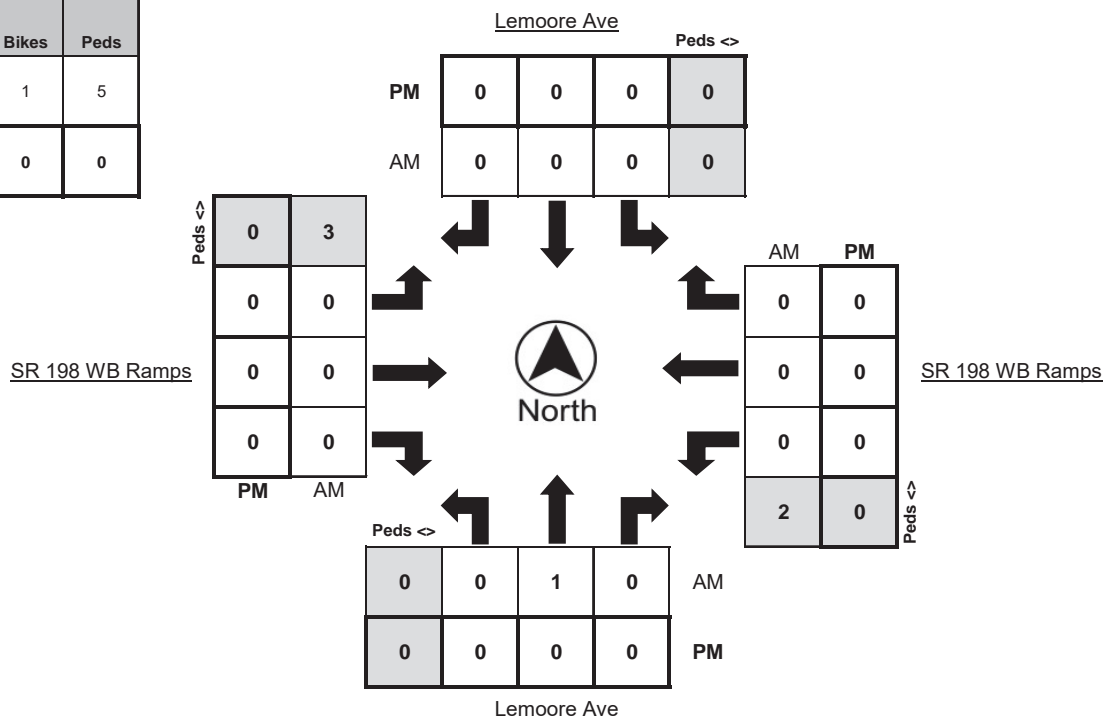 Bikes Peds
1 5
0 0
Lemoore Ave
Peds <>
PM 0 0 0 0
AM 0 0 0 0
Peds <> 0 3
0 0
0 0
0 0
PM AM
SR 198 WB Ramps
North
AM PM
0 0
0 0
0 0
2 0 Peds <>
SR 198 WB Ramps
Peds <>
0 0 1 0 AM
0 0 0 0 PM
Lemoore Ave